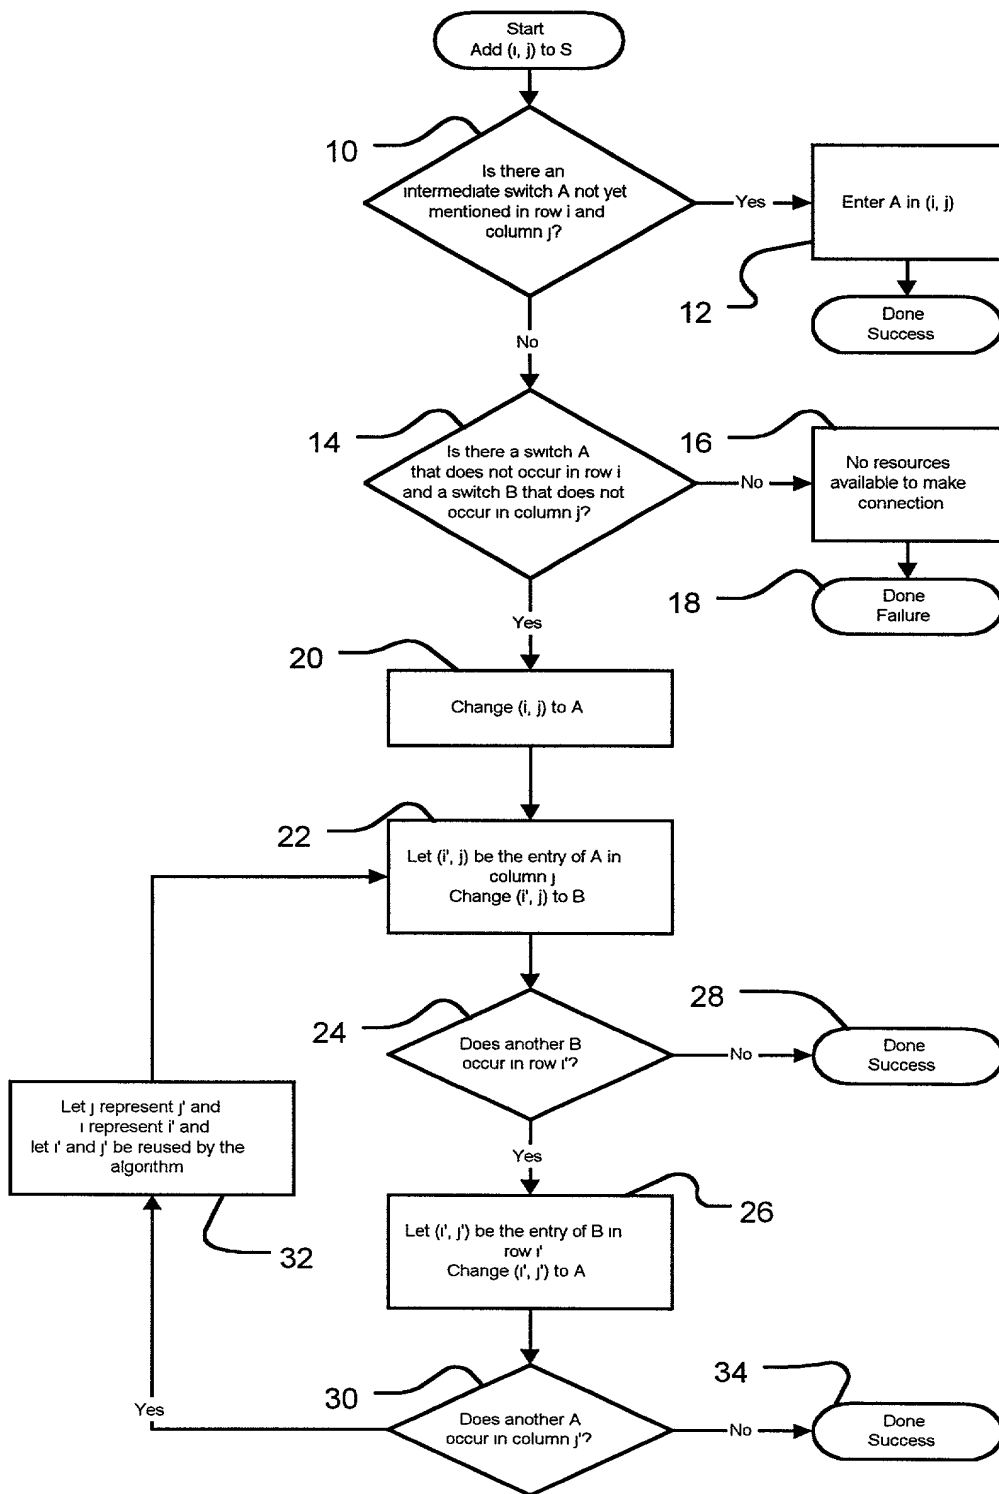 Start
Add (i, j) to S
10
Is there an
intermediate switch A not yet
mentioned in row i and
column j?
Yes
Enter A in (i, j)
12
Done
Success
No
14
Is there a switch A
that does not occur in row i
and a switch B that does not
occur in column j?
No
16
No resources
available to make
connection
18
Done
Failure
Yes
20
Change (i, j) to A
22
Let (i', j) be the entry of A in
column j
Change (i', j) to B
24
Does another B
occur in row i'?
No
28
Done
Success
Let j represent j' and
i represent i' and
let i' and j' be reused by the
algorithm
32
Yes
26
Let (i', j') be the entry of B in
row i'
Change (i', j') to A
30
Does another A
occur in column j'?
Yes
No
34
Done
Success